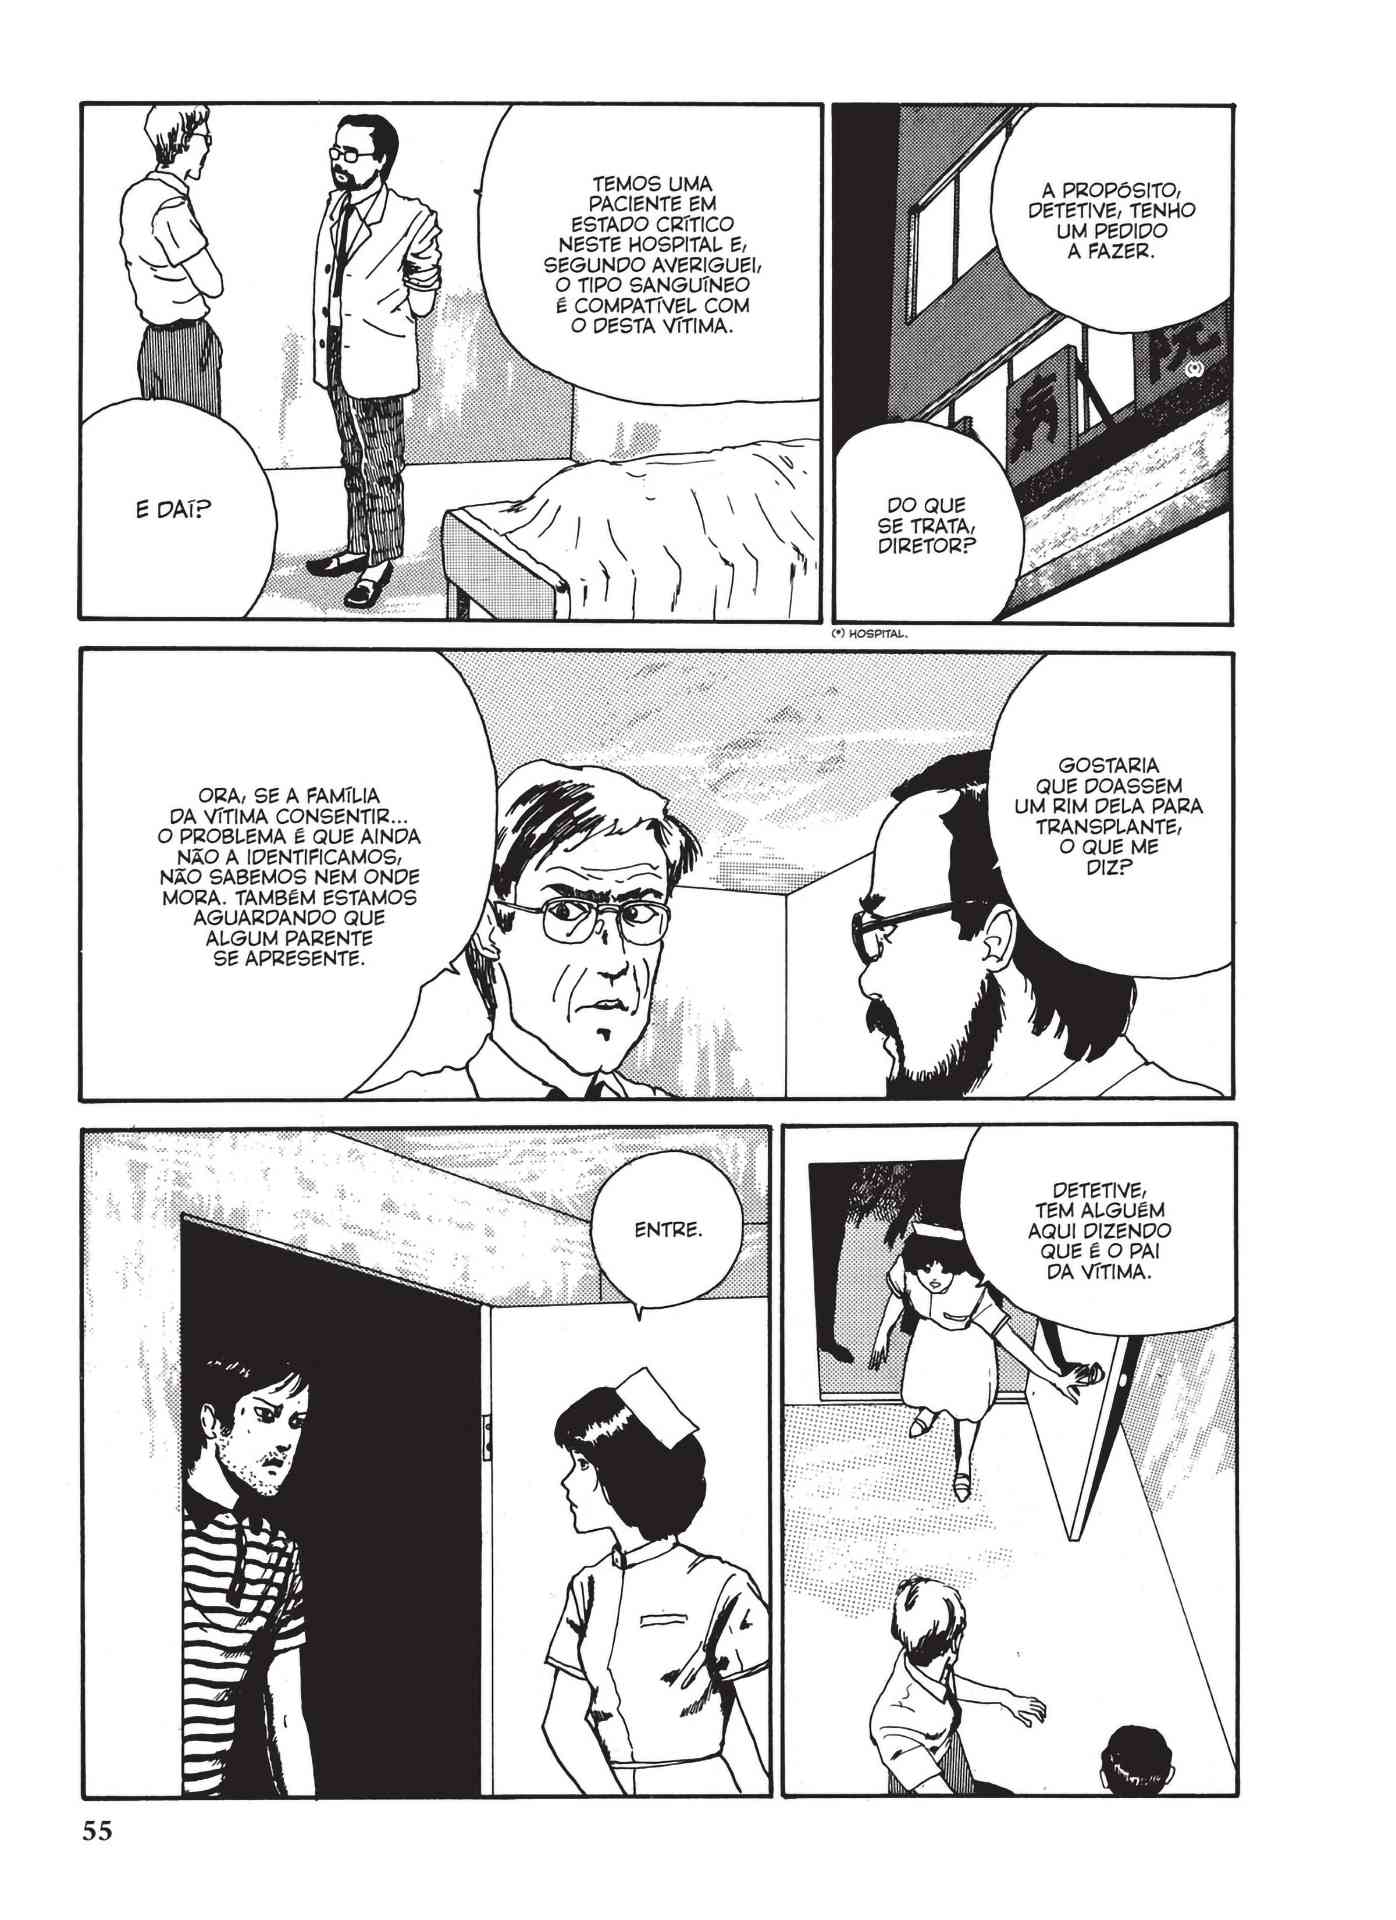 A PROPÓSITO,
DETETIVE, TENHO
UM PEDIDO
A FAZER.
病院
(*)
DO QUE
SE TRATA,
DIRETOR?
(*) HOSPITAL.
TEMOS UMA
PACIENTE EM
ESTADO CRÍTICO
NESTE HOSPITAL E,
SEGUNDO AVERIGUEI,
O TIPO SANGUÍNEO
É COMPATÍVEL COM
O DESTA VÍTIMA.
E DAÍ?
GOSTARIA
QUE DOASSEM
UM RIM DELA PARA
TRANSPLANTE,
O QUE ME
DIZ?
ORA, SE A FAMÍLIA
DA VÍTIMA CONSENTIR...
O PROBLEMA É QUE AINDA
NÃO A IDENTIFICAMOS,
NÃO SABEMOS NEM ONDE
MORA. TAMBÉM ESTAMOS
AGUARDANDO QUE
ALGUM PARENTE
SE APRESENTE.
DETETIVE,
TEM ALGUÉM
AQUI DIZENDO
QUE É O PAI
DA VÍTIMA.
ENTRE.
55